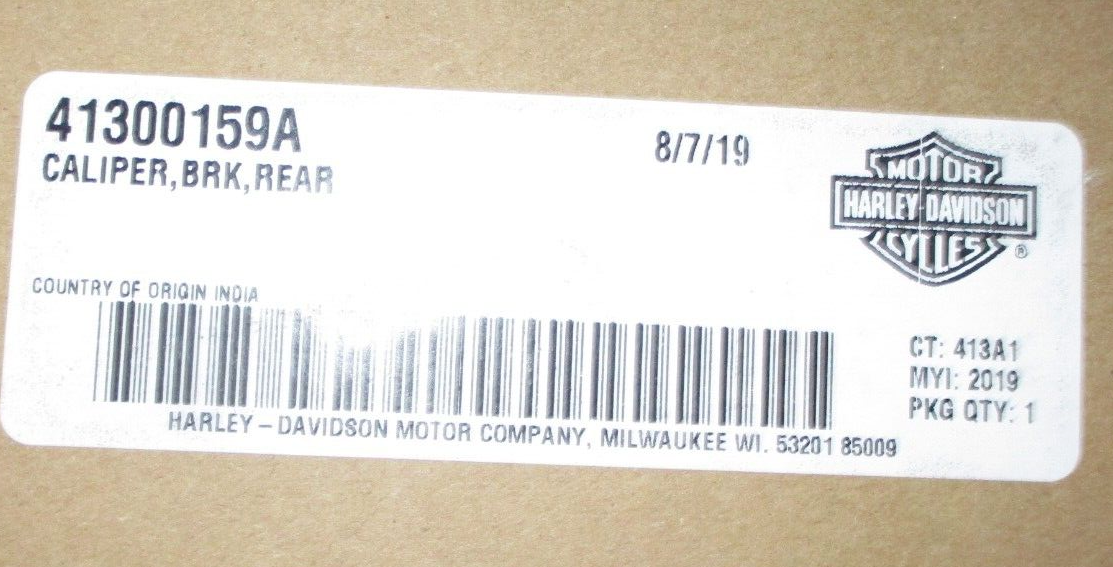 41300159A
CALIPER,BRK,REAR
8/7/19
MOTOR
HARLEY-DAVIDSON
CYCLES
®
COUNTRY OF ORIGIN INDIA
CT: 413A1
MYI: 2019
PKG QTY: 1
HARLEY-DAVIDSON MOTOR COMPANY, MILWAUKEE WI. 53201 85009